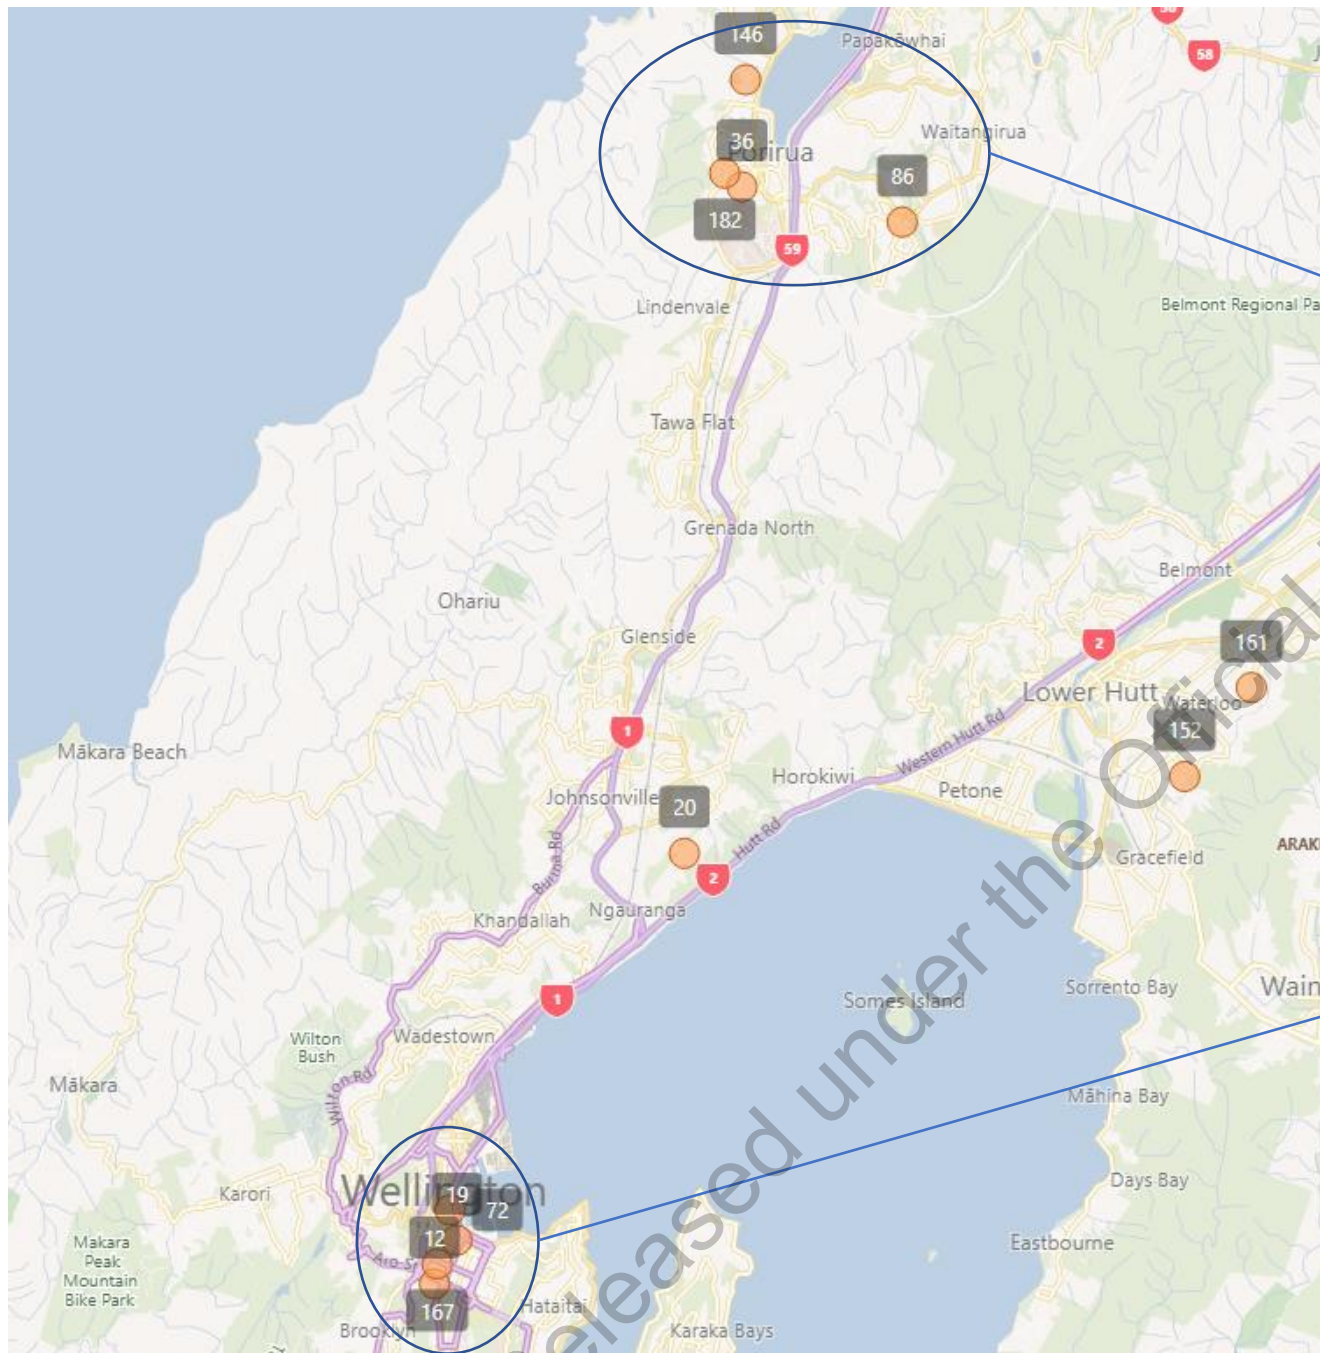 146
Papakōwhai
58
58
36
Porirua
Waitangirua
86
182
59
Lindenvale
Belmont Regional Pa
Tawa Flat
Grenada North
Belmont
Ohariu
Glenside
2
161
Lower Hutt
Waterloo
152
Mākara Beach
1
Western Hutt Rd
Horokiwi
Petone
Johnsonville
20
Hutt Rd
Burma Rd
2
Gracefield
ARAK
Khandallah
Ngauranga
1
Somes Island
Sorrento Bay
Wain
Wilton
Bush
Wadestown
Mākara
Wilton Rd
Māhina Bay
Karori
Wellington
19
72
12
Days Bay
Makara
Peak
Mountain
Bike Park
Aro St
Eastbourne
167
Brooklyn
Hataitai
Karaka Bays
eleased under the Official